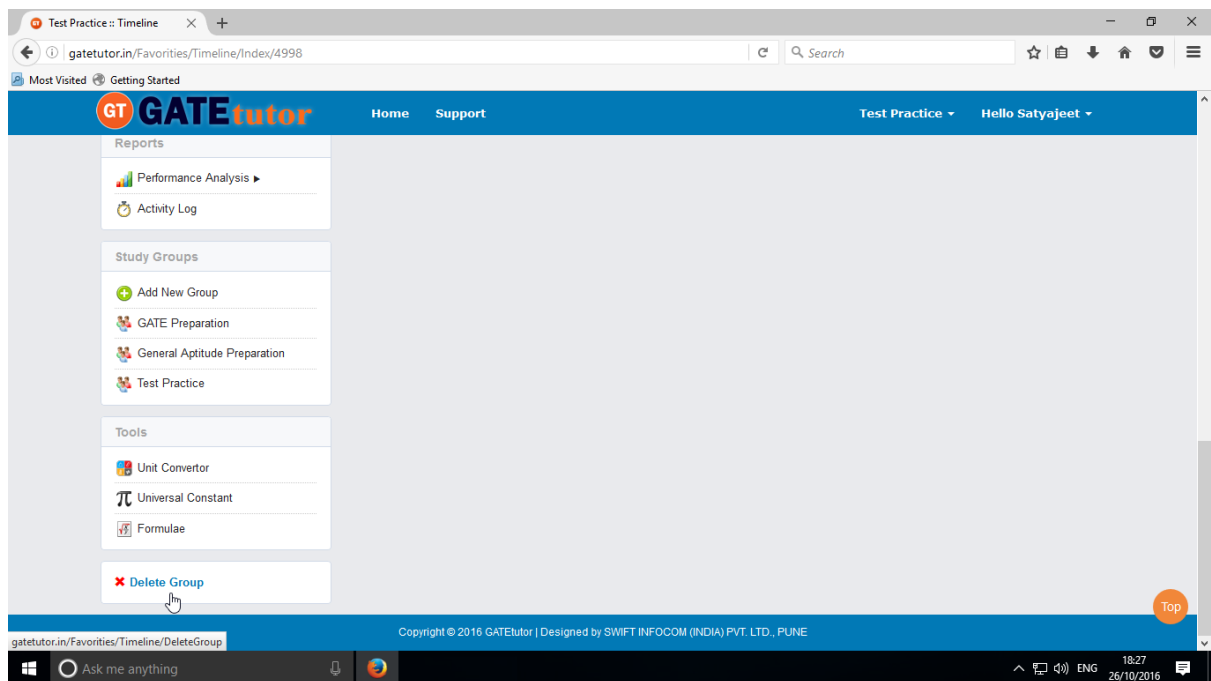 Test Practice :: Timeline
gatetutor.in/Favorities/Timeline/Index/4998
Search
Most Visited Getting Started
GT GATEtutor Home Support Test Practice Hello Satyajeet
Reports
Performance Analysis
Activity Log
Study Groups
Add New Group
GATE Preparation
General Aptitude Preparation
Test Practice
Tools
Unit Convertor
Universal Constant
Formulae
Delete Group
Top
Copyright © 2016 GATEtutor | Designed by SWIFT INFOCOM (INDIA) PVT. LTD., PUNE
gatetutor.in/Favorities/Timeline/DeleteGroup
Ask me anything
ENG
18:27
26/10/2016